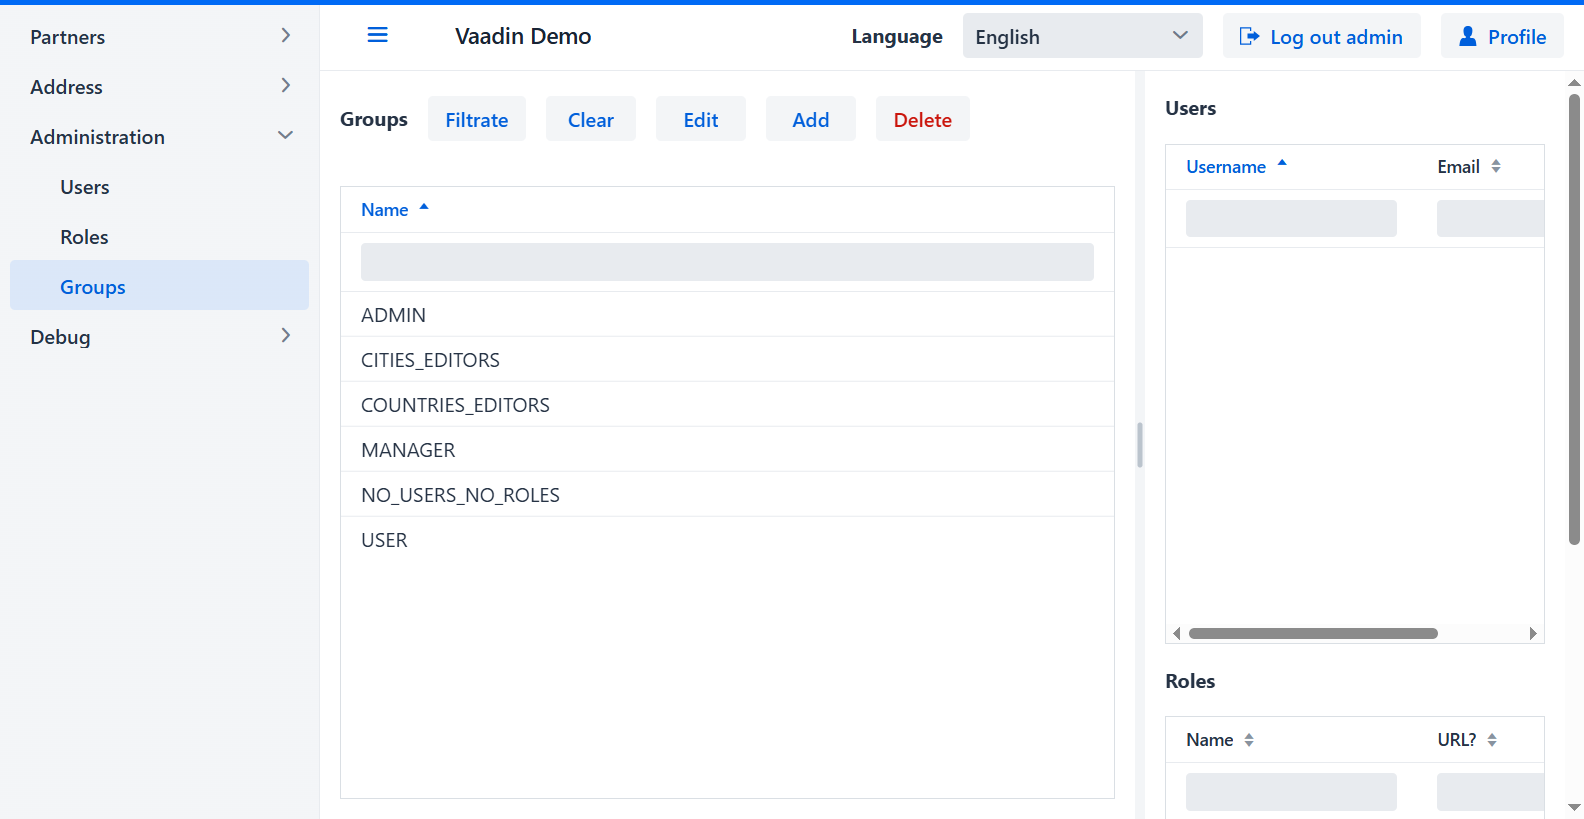 Partners
Address
Administration
Users
Roles
Groups
Debug
Vaadin Demo
Language
English
Log out admin
Profile
Groups
Filtrate
Clear
Edit
Add
Delete
Name
ADMIN
CITIES_EDITORS
COUNTRIES_EDITORS
MANAGER
NO_USERS_NO_ROLES
USER
Users
Username Email
Roles
Name URL?